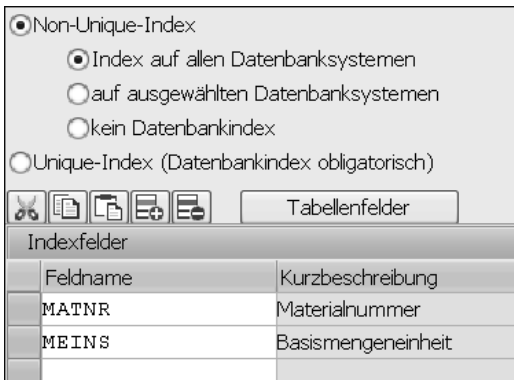 Non-Unique-Index
Index auf allen Datenbanksystemen
auf ausgewählten Datenbanksystemen
kein Datenbankindex
Unique-Index (Datenbankindex obligatorisch)
Tabellenfelder
Indexfelder
Feldname Kurzbeschreibung
MATNR Materialnummer
MEINS Basismengeneinheit